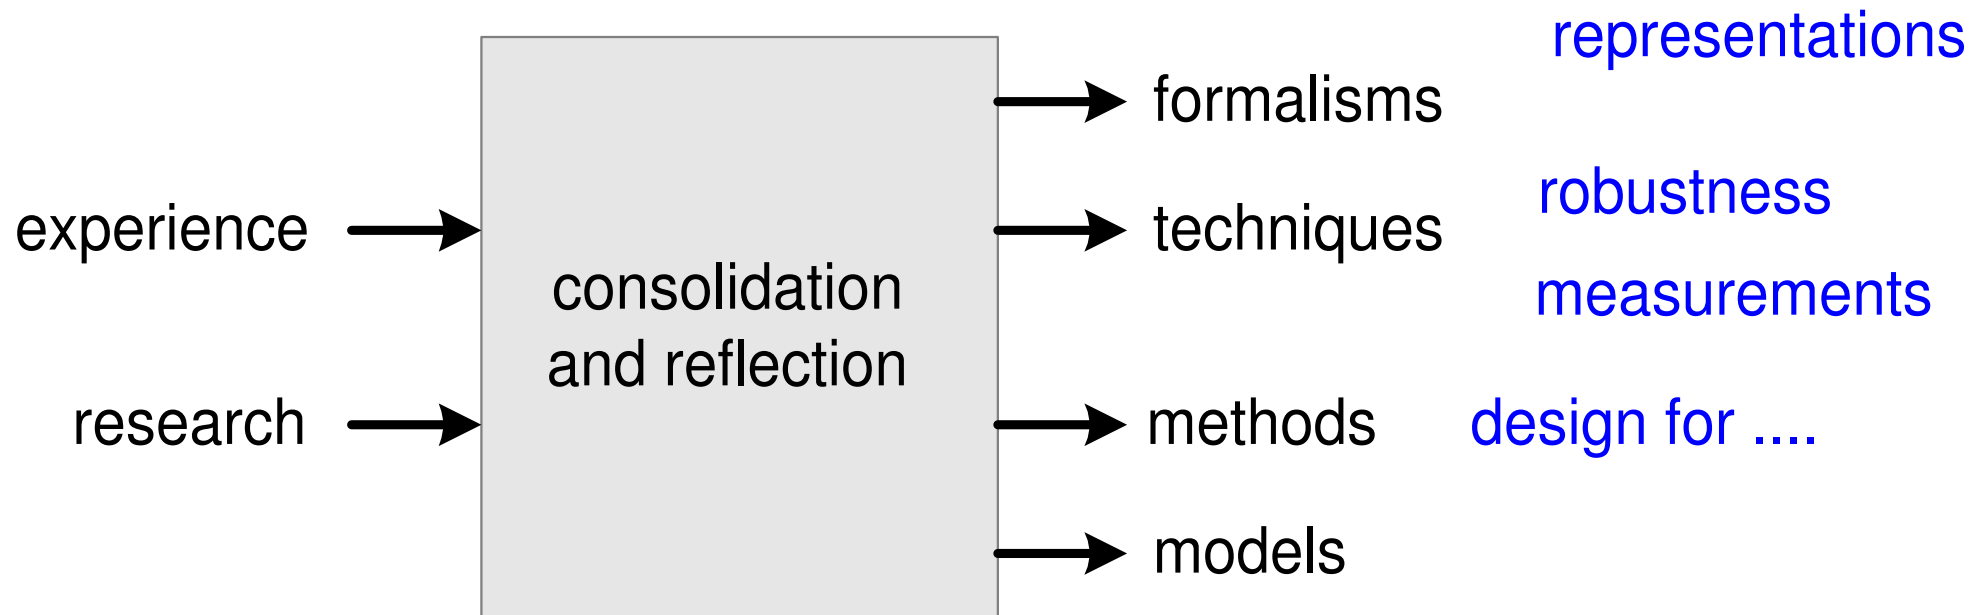 representations
formalisms
robustness
experience
techniques
consolidation
and reflection
measurements
research
methods
design for ....
models